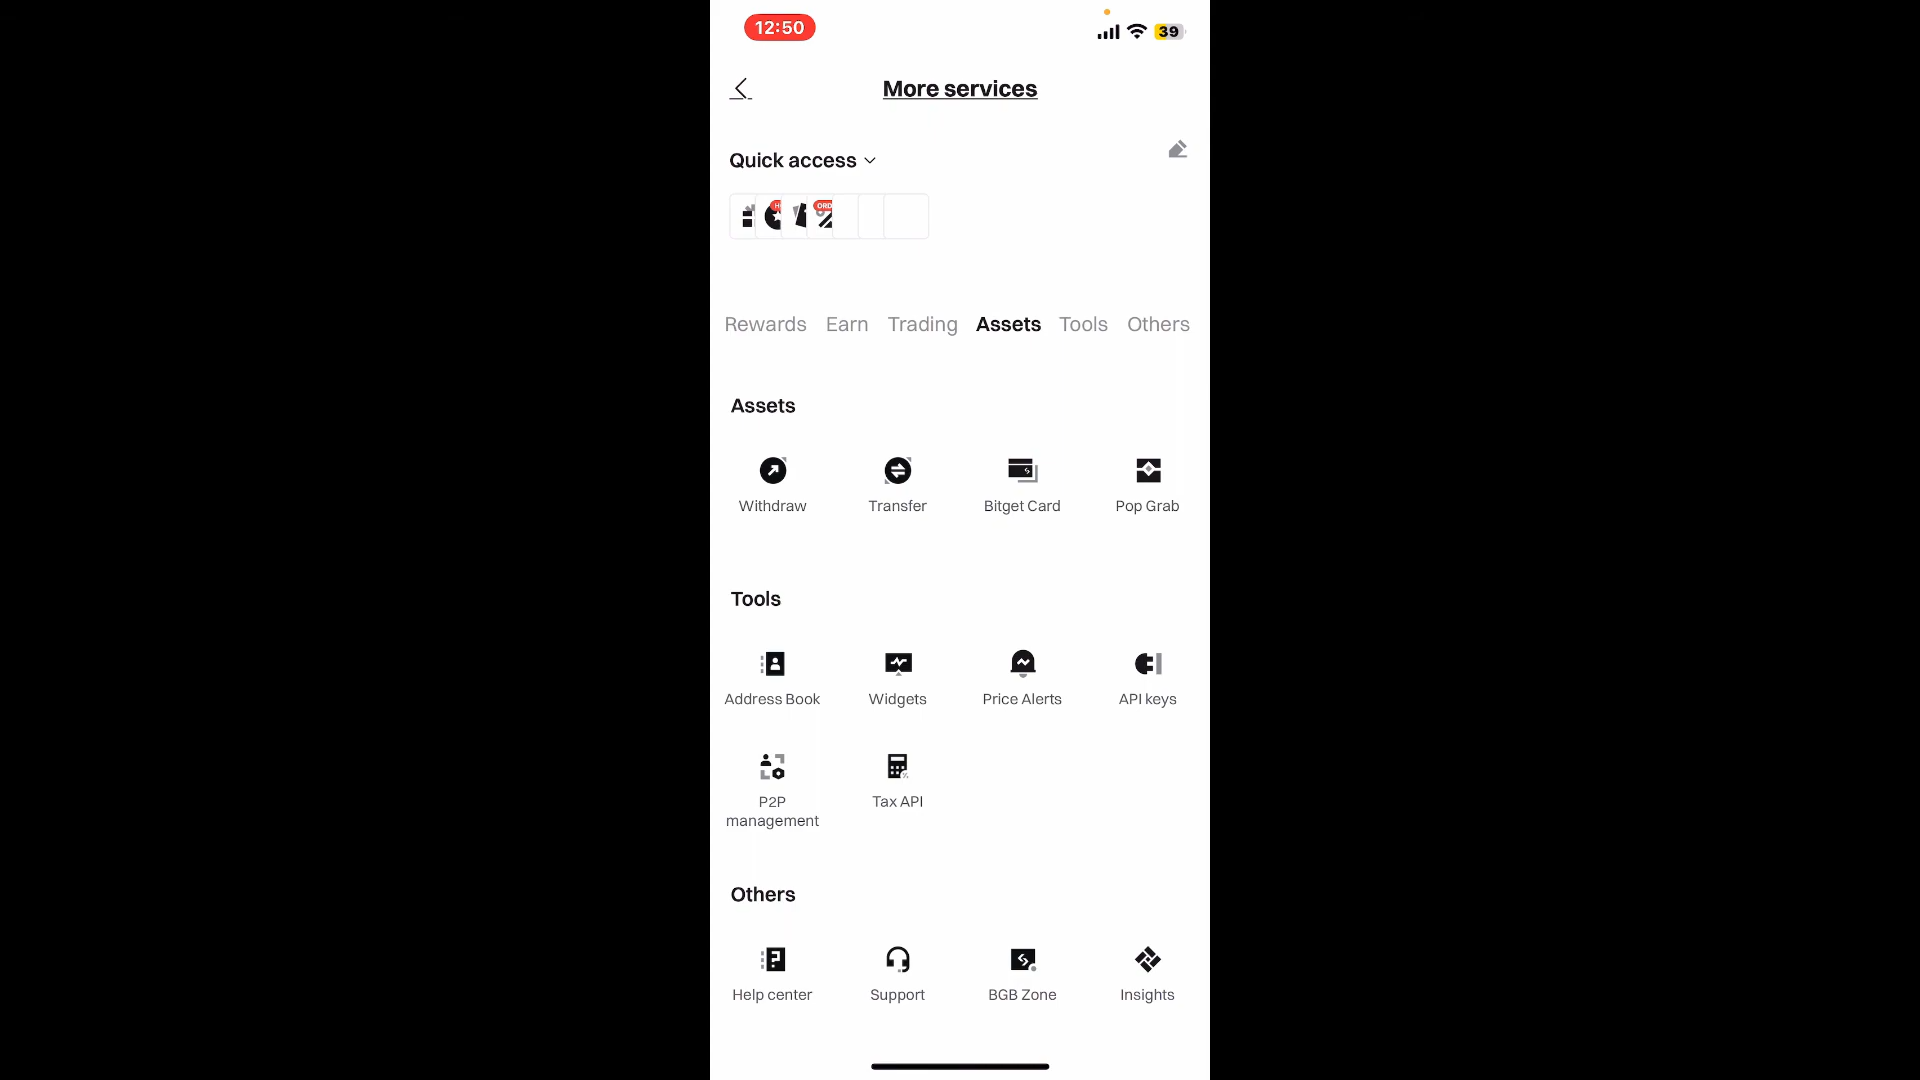 12:50
39
More services
Quick access
Rewards Earn Trading Assets Tools Others
Assets
Withdraw Transfer Bitget Card Pop Grab
Tools
Address Book Widgets Price Alerts API keys
P2P management Tax API
Others
Help center Support BGB Zone Insights